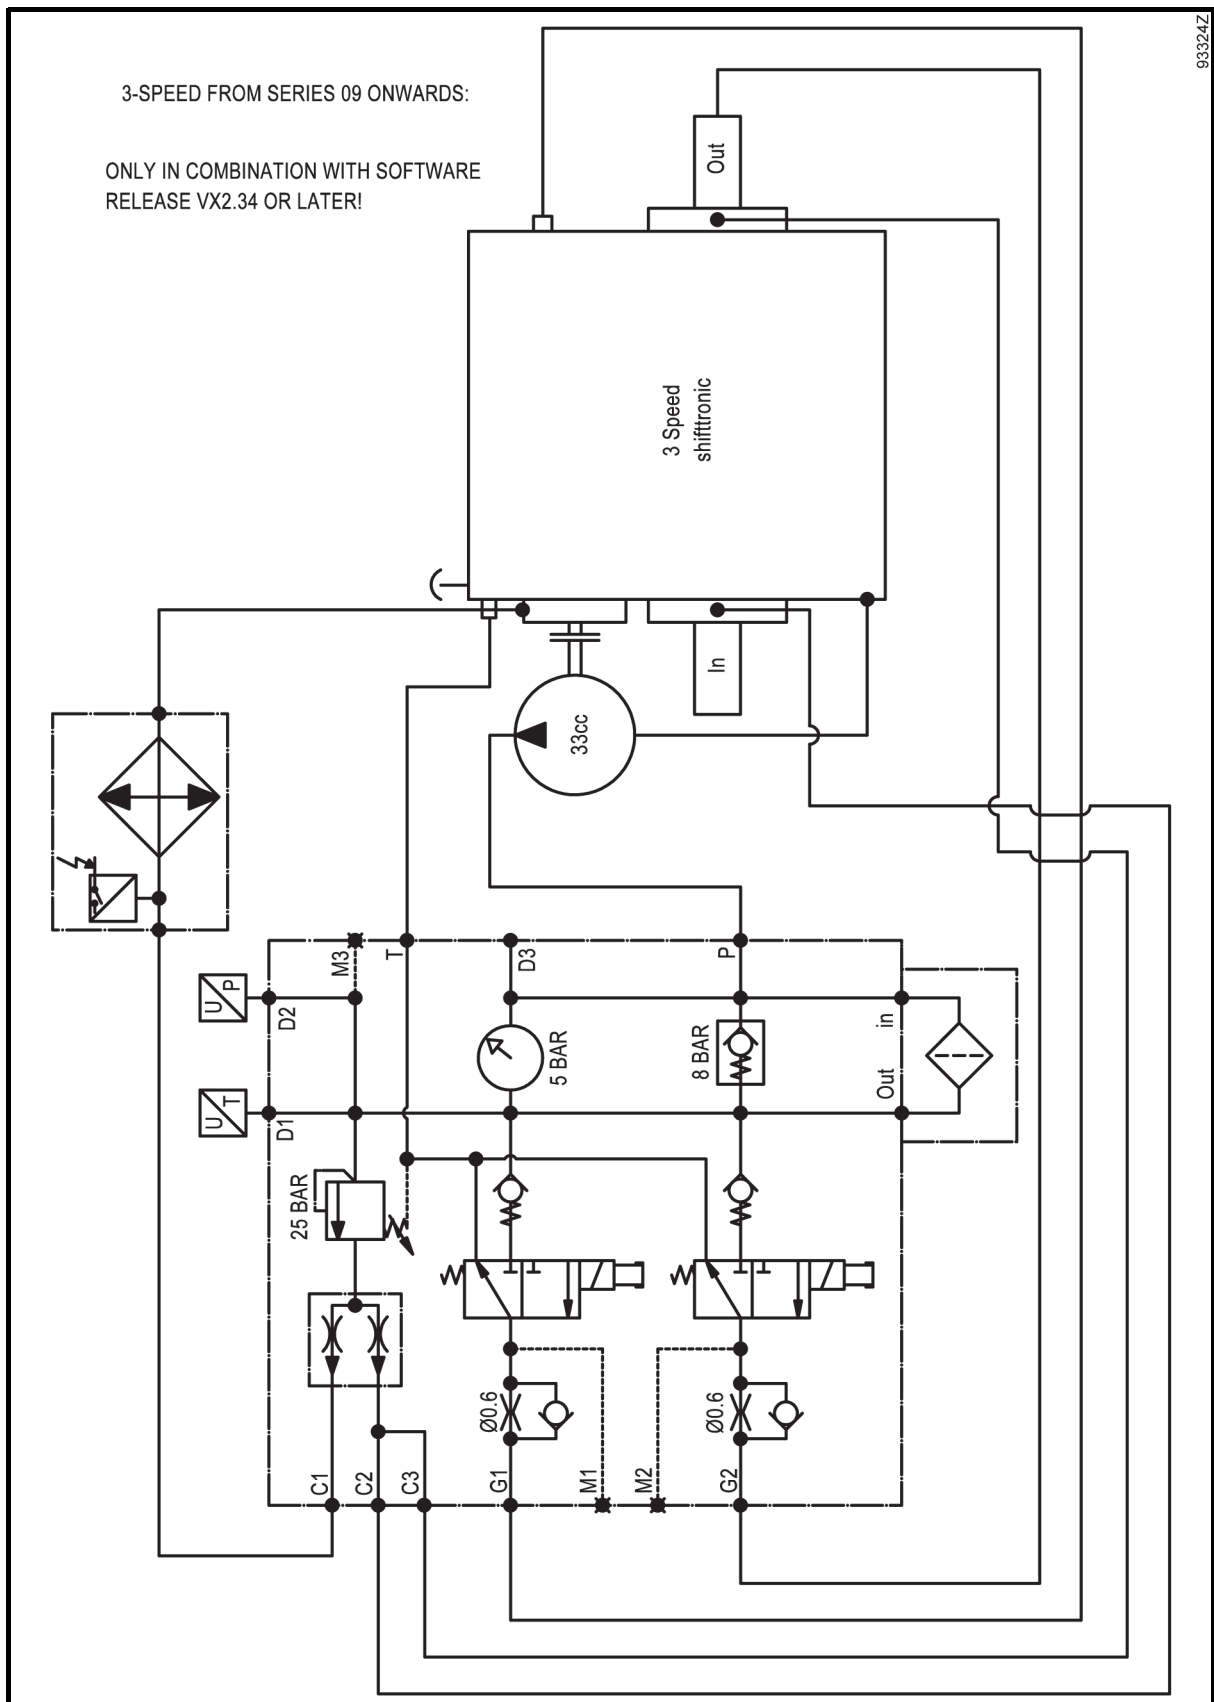 93324Z
3-SPEED FROM SERIES 09 ONWARDS:
ONLY IN COMBINATION WITH SOFTWARE
RELEASE VX2.34 OR LATER!
Out
3 Speed
shifttronic
In
33cc
M3
T
D3
P
U
P
D2
in
5 BAR
8 BAR
U
T
D1
Out
25 BAR
Ø0.6
Ø0.6
C1
C2
C3
G1
M1
M2
G2